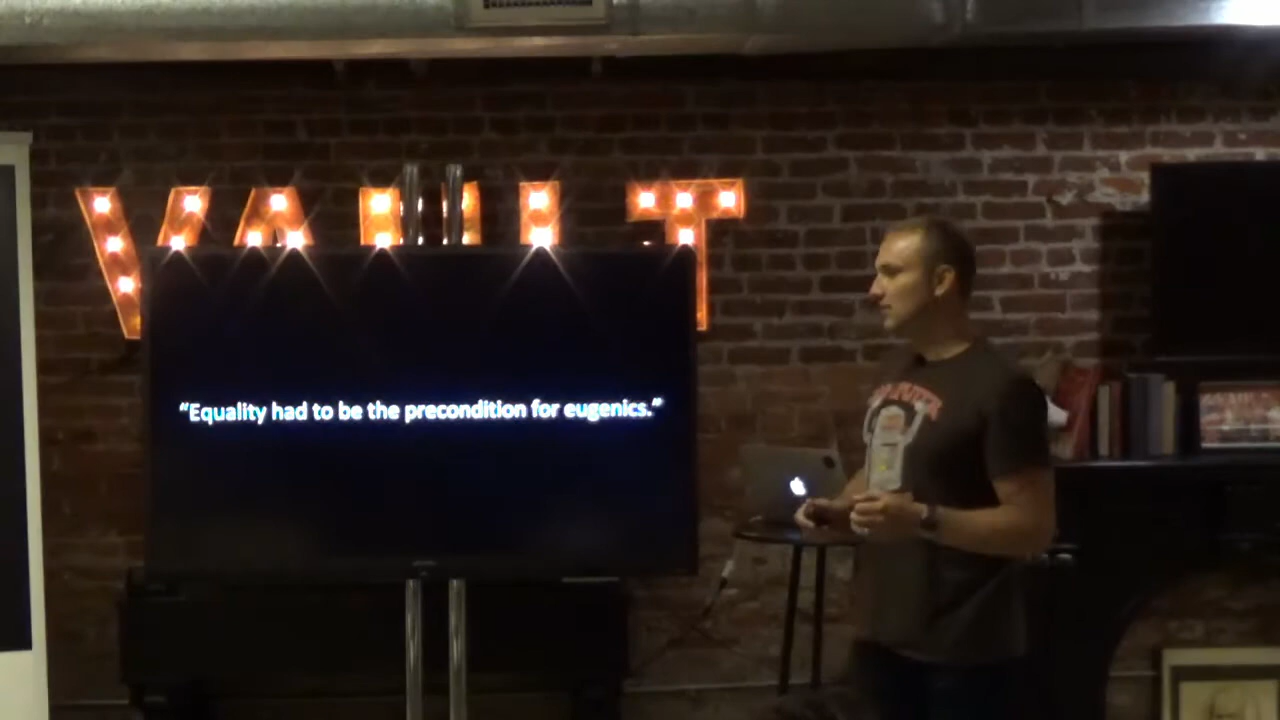 VAULT
“Equality had to be the precondition for eugenics.”